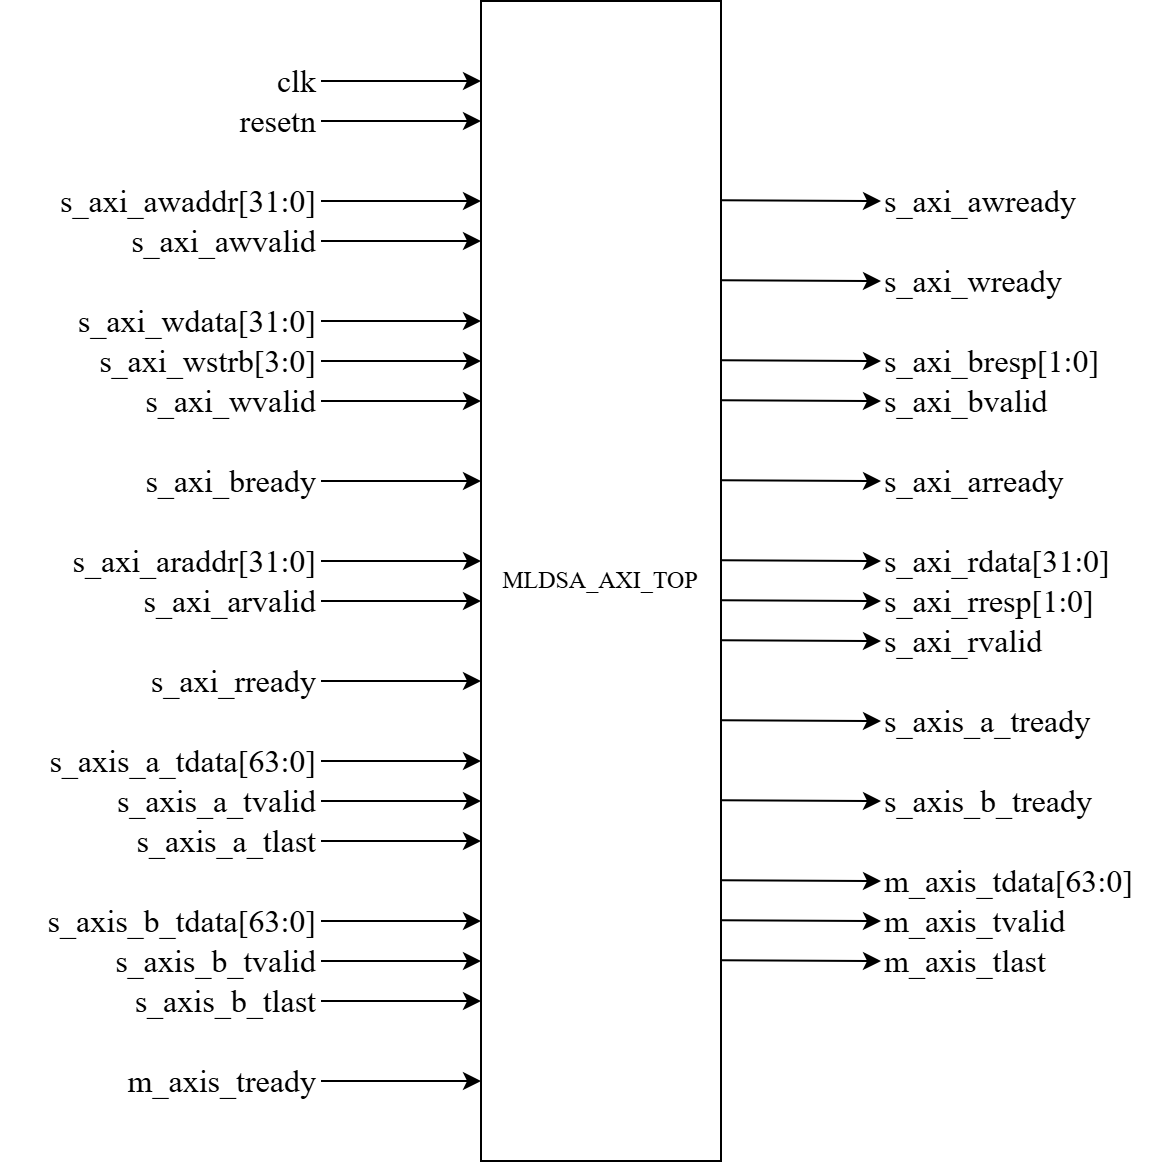 clk
resetn
s_axi_awaddr[31:0]
s_axi_awvalid
s_axi_wdata[31:0]
s_axi_wstrb[3:0]
s_axi_wvalid
s_axi_bready
s_axi_araddr[31:0]
s_axi_arvalid
s_axi_rready
s_axis_a_tdata[63:0]
s_axis_a_tvalid
s_axis_a_tlast
s_axis_b_tdata[63:0]
s_axis_b_tvalid
s_axis_b_tlast
m_axis_tready
MLDSA_AXI_TOP
s_axi_awready
s_axi_wready
s_axi_bresp[1:0]
s_axi_bvalid
s_axi_arready
s_axi_rdata[31:0]
s_axi_rresp[1:0]
s_axi_rvalid
s_axis_a_tready
s_axis_b_tready
m_axis_tdata[63:0]
m_axis_tvalid
m_axis_tlast